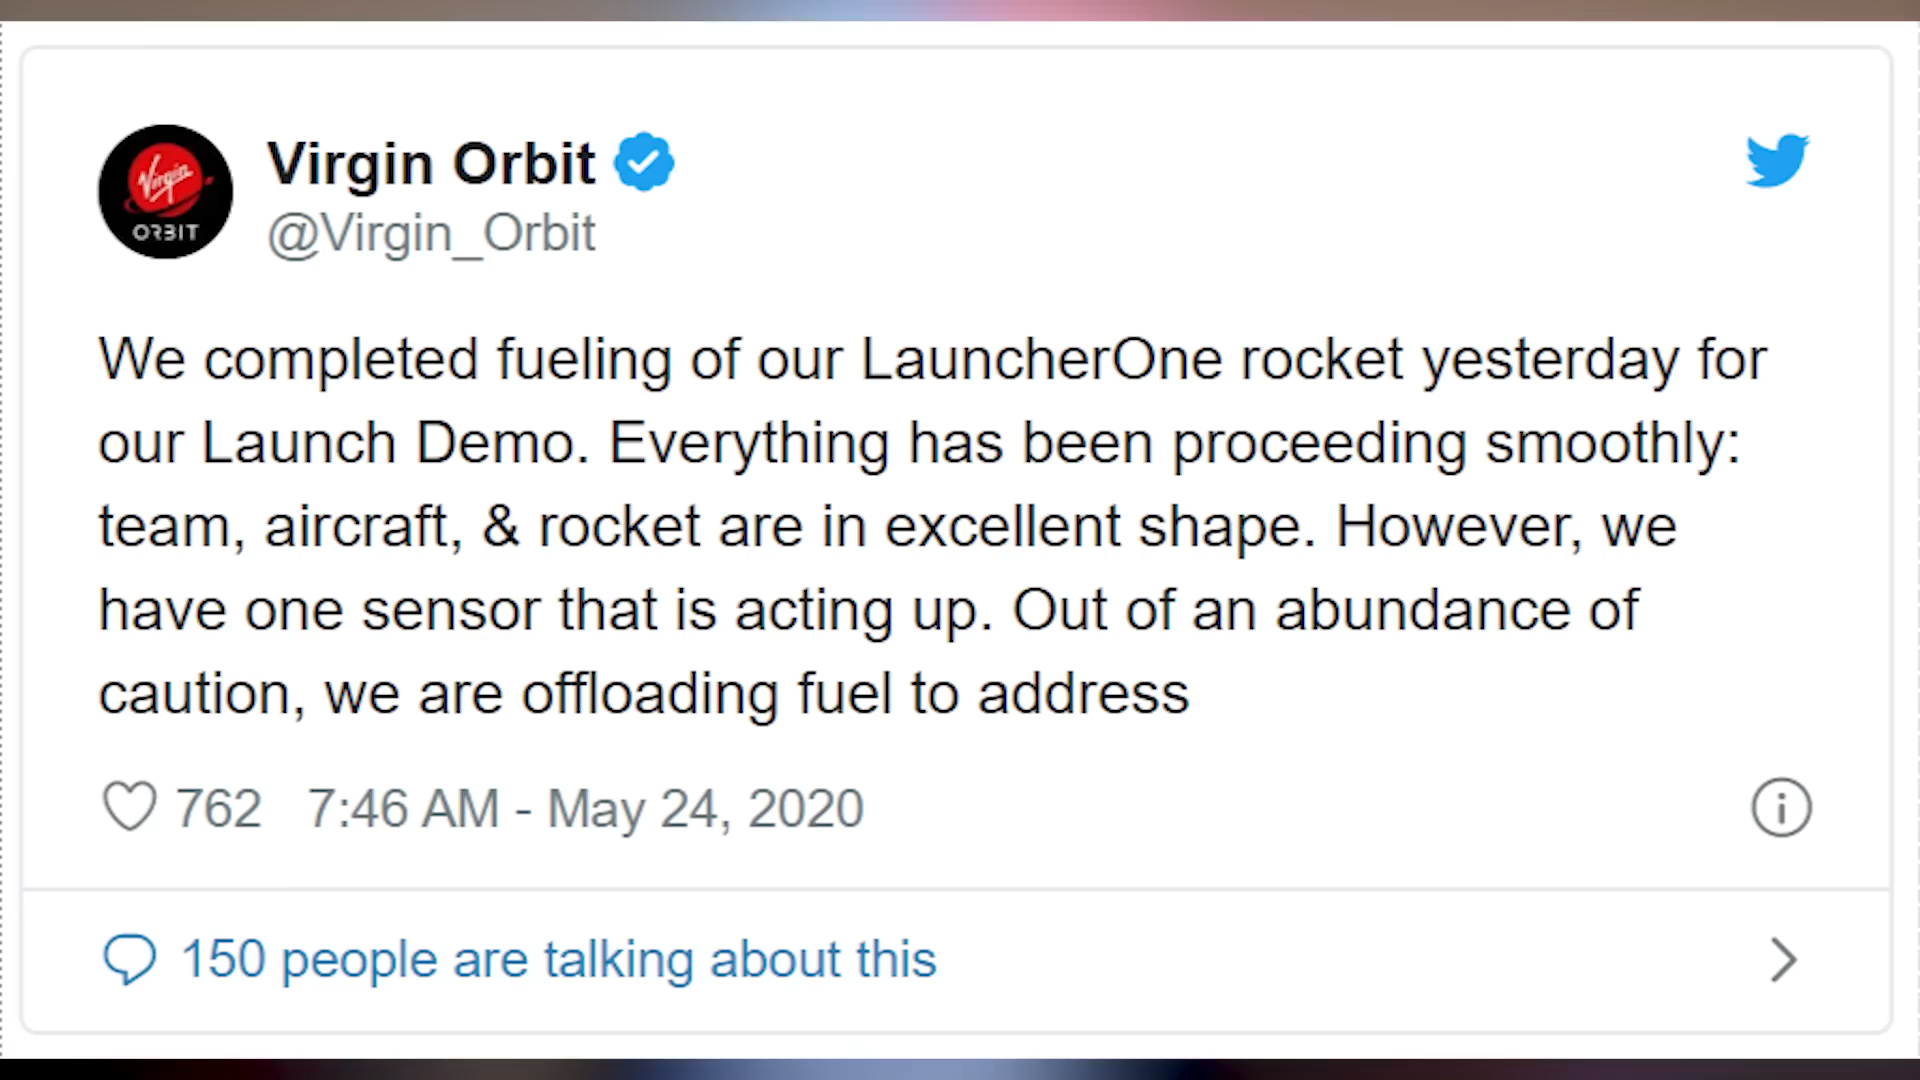 Virgin Orbit
@Virgin_Orbit
Virgin
ORBIT
We completed fueling of our LauncherOne rocket yesterday for
our Launch Demo. Everything has been proceeding smoothly:
team, aircraft, & rocket are in excellent shape. However, we
have one sensor that is acting up. Out of an abundance of
caution, we are offloading fuel to address
762 7:46 AM - May 24, 2020
150 people are talking about this